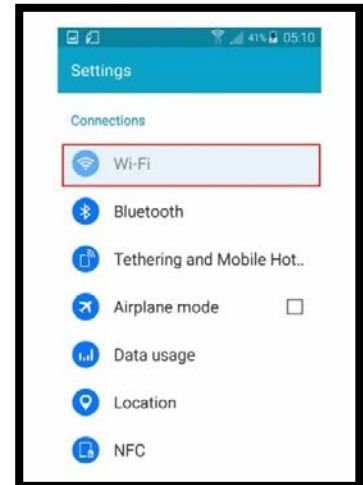 41% 05:10
Settings
Connections
Wi-Fi
Bluetooth
Tethering and Mobile Hot..
Airplane mode
Data usage
Location
NFC